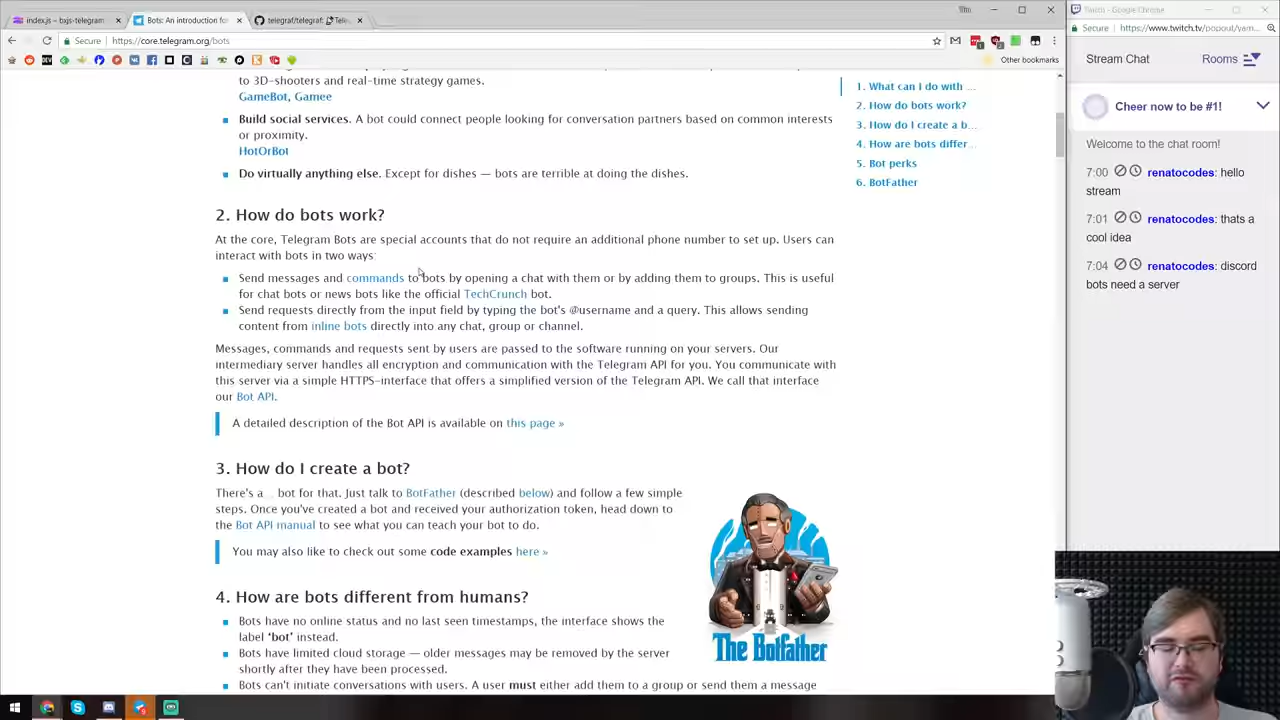 index.js — bxjs-telegram
Bots: An introduction for
telegraf/telegraf:
Secure
https://core.telegram.org/bots
Other bookmarks
to 3D-shooters and real-time strategy games.
GameBot, Gamee
Build social services. A bot could connect people looking for conversation partners based on common interests
or proximity.
HotOrBot
Do virtually anything else. Except for dishes — bots are terrible at doing the dishes.
2. How do bots work?
At the core, Telegram Bots are special accounts that do not require an additional phone number to set up. Users can
interact with bots in two ways:
Send messages and commands to bots by opening a chat with them or by adding them to groups. This is useful
for chat bots or news bots like the official TechCrunch bot.
Send requests directly from the input field by typing the bot's @username and a query. This allows sending
content from inline bots directly into any chat, group or channel.
Messages, commands and requests sent by users are passed to the software running on your servers. Our
intermediary server handles all encryption and communication with the Telegram API for you. You communicate with
this server via a simple HTTPS-interface that offers a simplified version of the Telegram API. We call that interface
our Bot API.
A detailed description of the Bot API is available on this page »
3. How do I create a bot?
There's a… bot for that. Just talk to BotFather (described below) and follow a few simple
steps. Once you've created a bot and received your authorization token, head down to
the Bot API manual to see what you can teach your bot to do.
You may also like to check out some code examples here »
The Botfather
4. How are bots different from humans?
Bots have no online status and no last seen timestamps, the interface shows the
label 'bot' instead.
Bots have limited cloud storage — older messages may be removed by the server
shortly after they have been processed.
Bots can't initiate conversations with users. A user must either add them to a group or send them a message
1. What can I do with …
2. How do bots work?
3. How do I create a b…
4. How are bots differ…
5. Bot perks
6. BotFather
Twitch - Google Chrome
Secure
https://www.twitch.tv/popout/yam
Stream Chat
Rooms
Cheer now to be #1!
Welcome to the chat room!
7:00 renatocodes: hello
stream
7:01 renatocodes: thats a
cool idea
7:04 renatocodes: discord
bots need a server